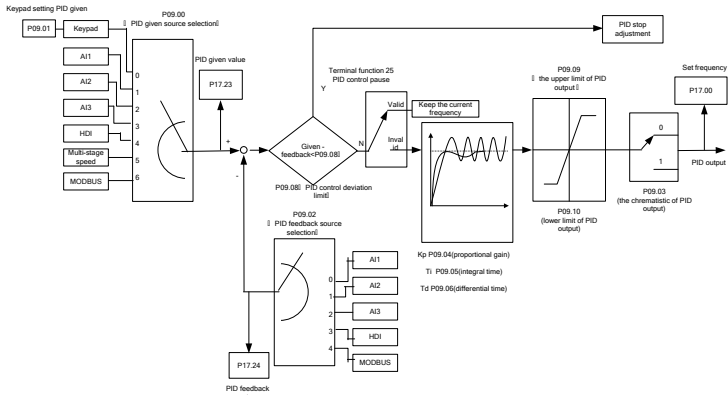 Keypad setting PID given
P09.00
PID given source selection
P09.01
Keypad
AI1
AI2
AI3
HDI
Multi-stage
speed
MODBUS
0
1
2
3
4
5
6
PID given value
P17.23
+
-
Y
N
Given -
feedback<P09.08
P09.08 PID control deviation
limit
Terminal function 25
PID control pause
Valid
Inval
id
Keep the current
frequency
PID stop
adjustment
Kp P09.04(proportional gain)
Ti P09.05(integral time)
Td P09.06(differential time)
P09.09
the upper limit of PID
output
P09.10
(lower limit of PID
output)
0
1
P09.03
(the chrematistic of PID
output)
Set frequency
P17.00
PID output
P09.02
PID feedback source
selection
0
1
2
3
4
AI1
AI2
AI3
HDI
MODBUS
P17.24
PID feedback